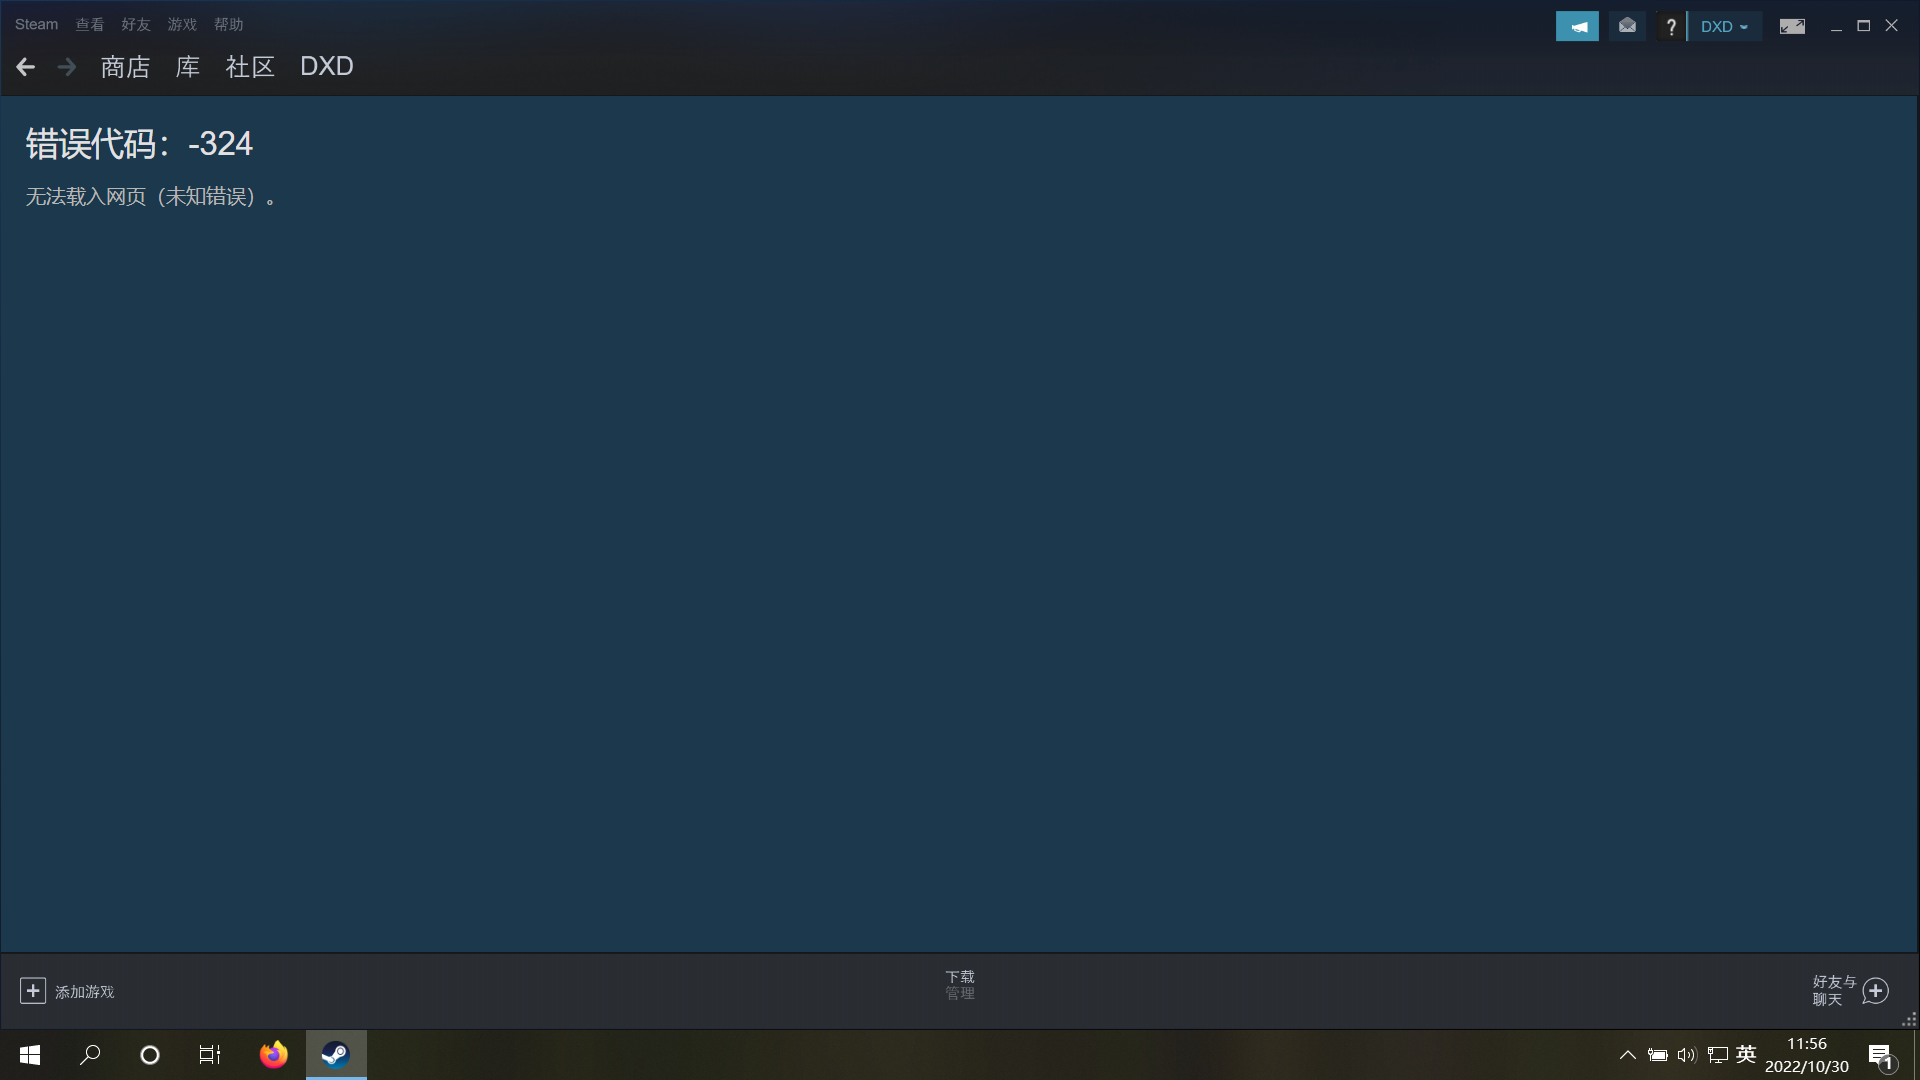 Steam 查看 好友 游戏 帮助
DXD
商店 库 社区 DXD
错误代码：-324
无法载入网页（未知错误）。
添加游戏
下载
管理
好友与
聊天
英
11:56
2022/10/30
1